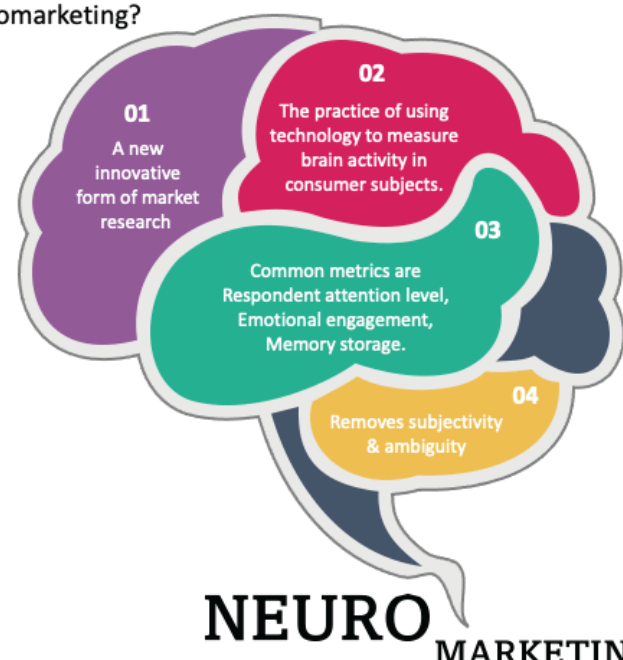 omarketing?
01
A new
innovative
form of market
research
02
The practice of using
technology to measure
brain activity in
consumer subjects.
03
Common metrics are
Respondent attention level,
Emotional engagement,
Memory storage.
04
Removes subjectivity
& ambiguity
NEURO
MARKETIN